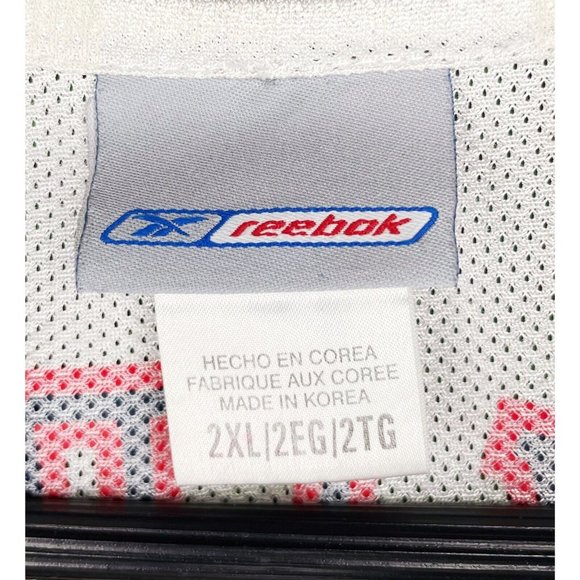 reebok
HECHO EN COREA
FABRIQUE AUX COREE
MADE IN KOREA
2XL/2EG/2TG